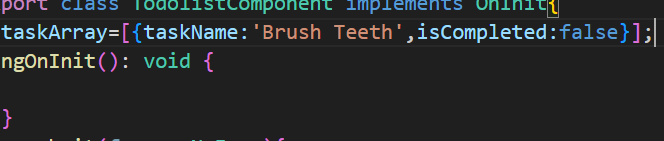 port class TodolistComponent implements OnInit{
taskArray=[{taskName:'Brush Teeth',isCompleted:false}];
ngOnInit(): void {
}